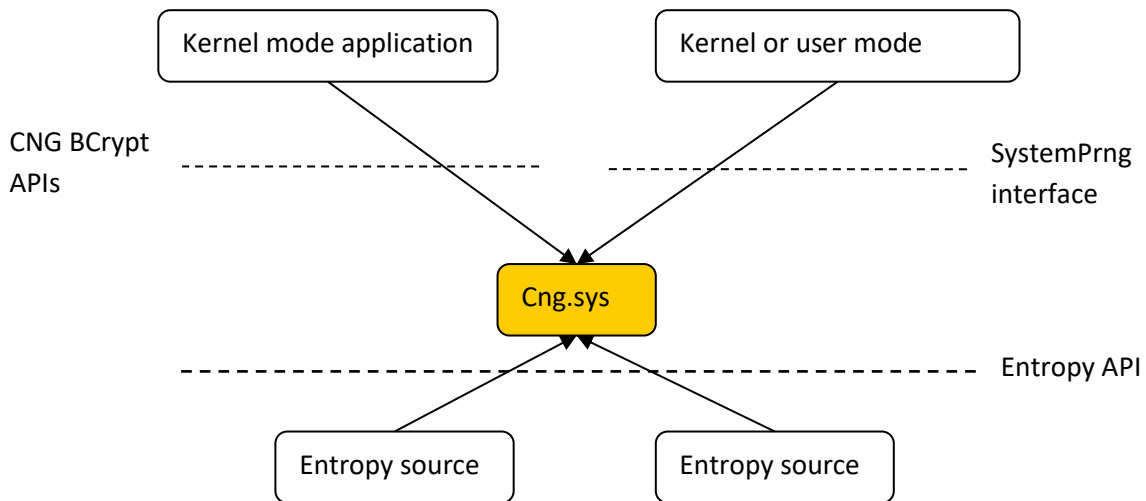 Kernel mode application
Kernel or user mode
CNG BCrypt
APIs
SystemPrng
interface
Cng.sys
Entropy API
Entropy source
Entropy source